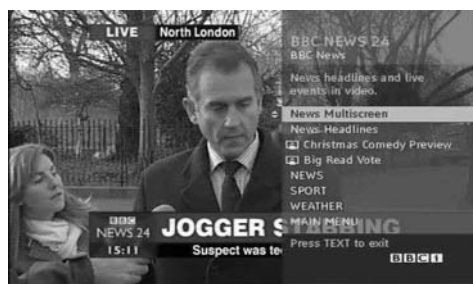 LIVE North London
BBC NEWS 24
BBC News
News headlines and live
events in video.
News Multiscreen
News Headlines
Christmas Comedy Preview
Big Read Vote
NEWS
SPORT
WEATHER
MAIN MENU
Press TEXT to exit
BBCi
BBC
NEWS 24
15:11
JOGGER STABBING
Suspect was